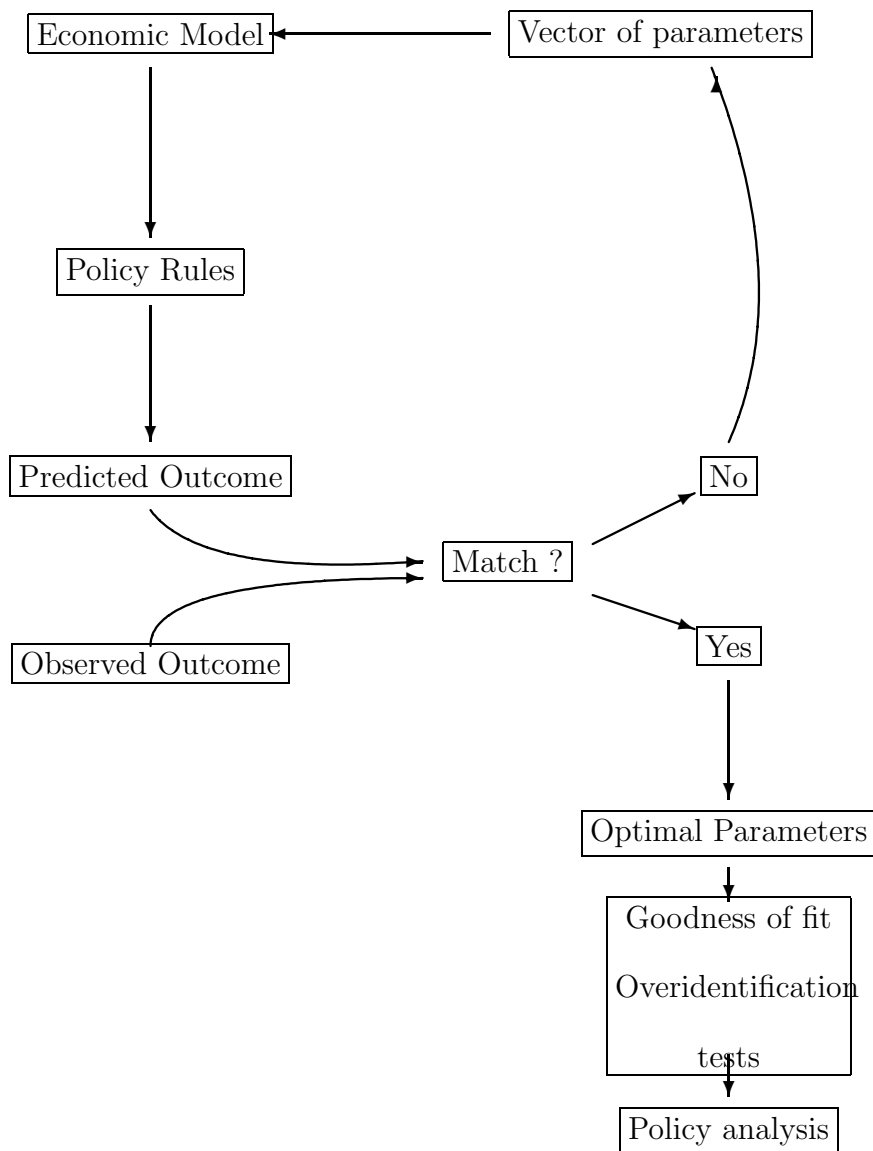 Economic Model
Vector of parameters
Policy Rules
Predicted Outcome
No
Match ?
Yes
Observed Outcome
Optimal Parameters
Goodness of fit
Overidentification
tests
Policy analysis